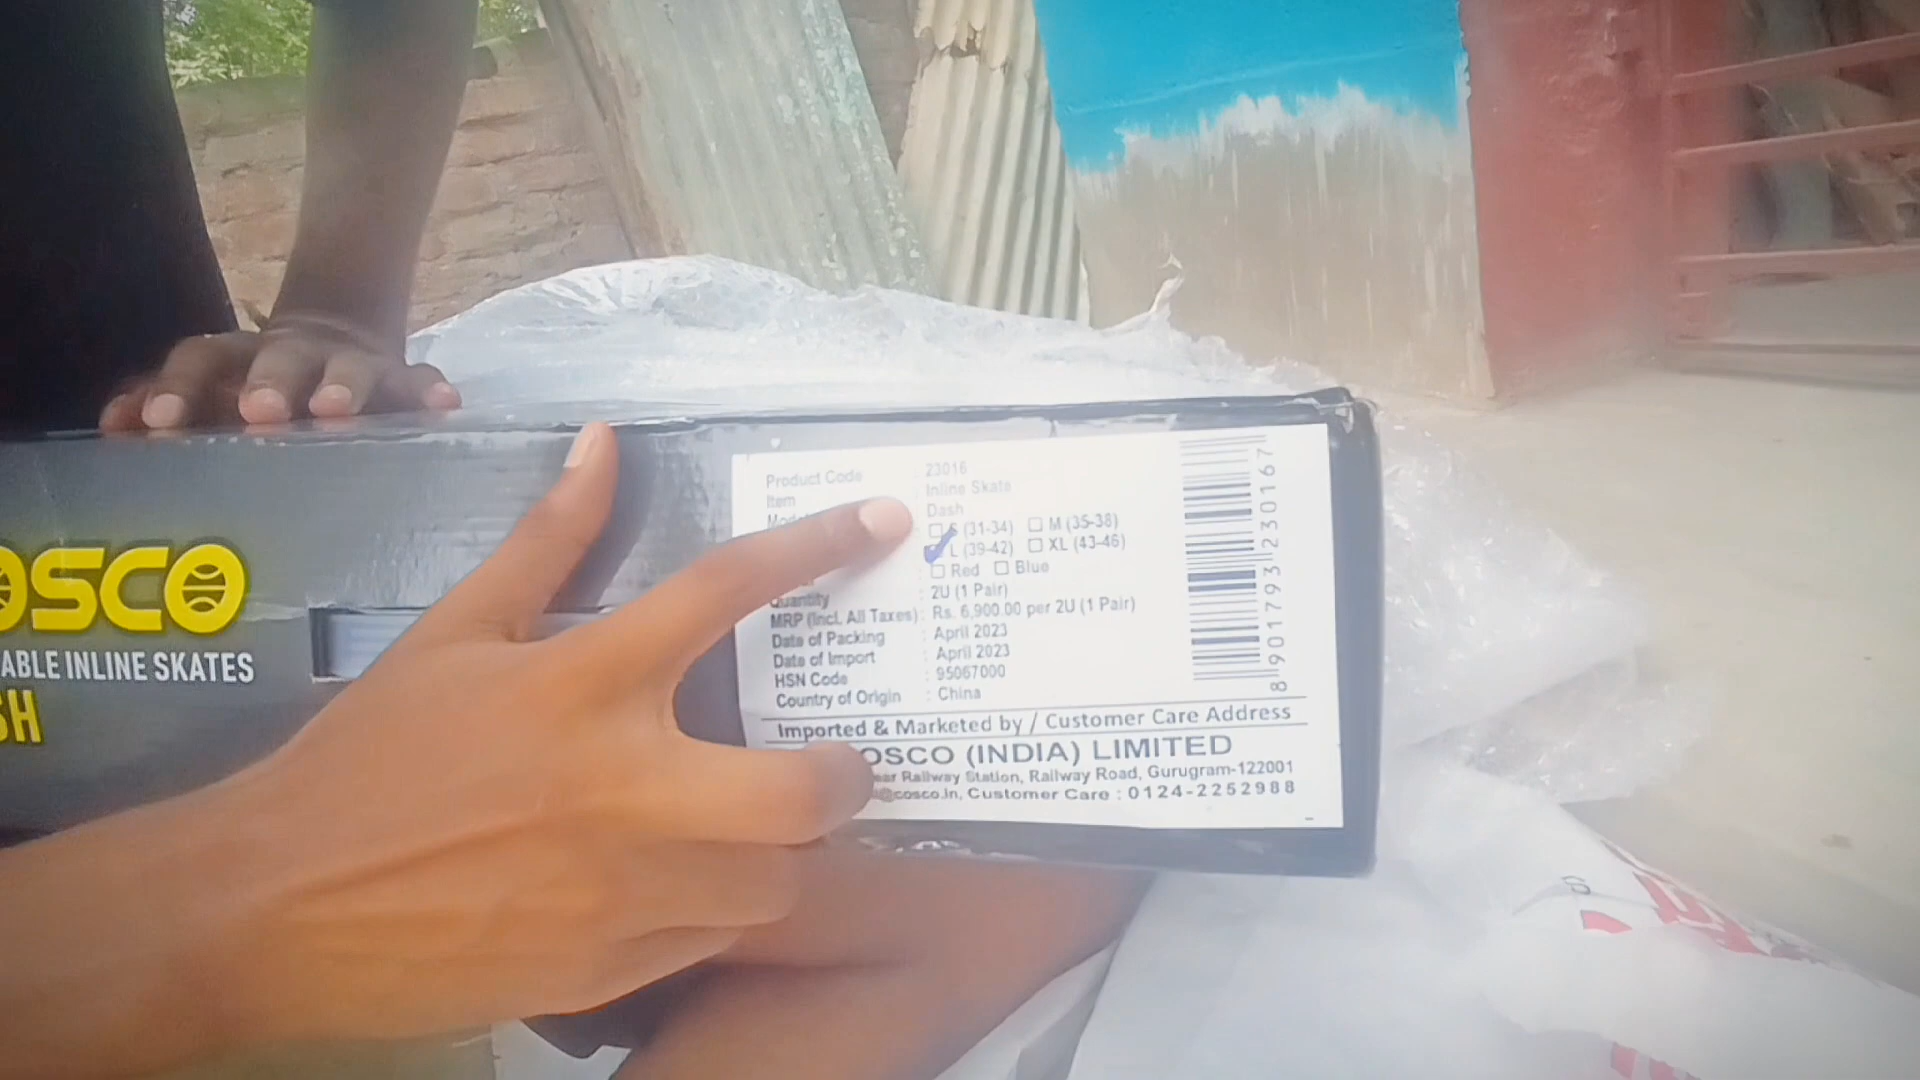 OSCO
ABLE INLINE SKATES
SH
Product Code : 23016
Item : Inline Skate
: Dash
☐ S (31-34) ☐ M (35-38)
L (39-42) ☐ XL (43-46)
☐ Red ☐ Blue
Quantity : 2U (1 Pair)
MRP (Incl. All Taxes) : Rs. 6,900.00 per 2U (1 Pair)
Date of Packing : April 2023
Date of Import : April 2023
HSN Code : 95067000
Country of Origin : China
8 901793 230167
Imported & Marketed by / Customer Care Address
OSCO (INDIA) LIMITED
ear Railway Station, Railway Road, Gurugram-122001
@cosco.in, Customer Care : 0124-2252988